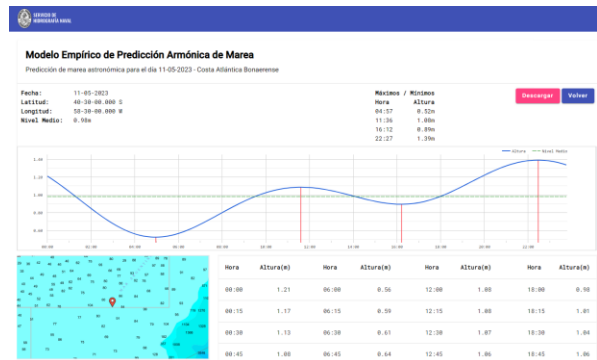 SERVICIO DE
HIDROGRAFÍA NAVAL
Modelo Empírico de Predicción Armónica de Marea
Predicción de marea astronómica para el día 11-05-2023 - Costa Atlántica Bonaerense
Fecha: 11-05-2023
Latitud: 40-30-00.000 S
Longitud: 58-30-00.000 W
Nivel Medio: 0.98m
Máximos / Mínimos
Hora Altura
04:57 0.52m
11:36 1.08m
16:12 0.89m
22:27 1.39m
Descargar Volver
Altura Nivel Medio
1.40
1.20
1.00
0.80
0.60
00:00 02:00 04:00 06:00 08:00 12:00 14:00 16:00 18:00 20:00 22:00
Hora Altura(m) Hora Altura(m) Hora Altura(m) Hora Altura(m)
00:00 1.21 06:00 0.56 12:00 1.08 18:00 0.98
00:15 1.17 06:15 0.59 12:15 1.08 18:15 1.01
00:30 1.13 06:30 0.61 12:30 1.07 18:30 1.04
00:45 1.08 06:45 0.64 12:45 1.06 18:45 1.06